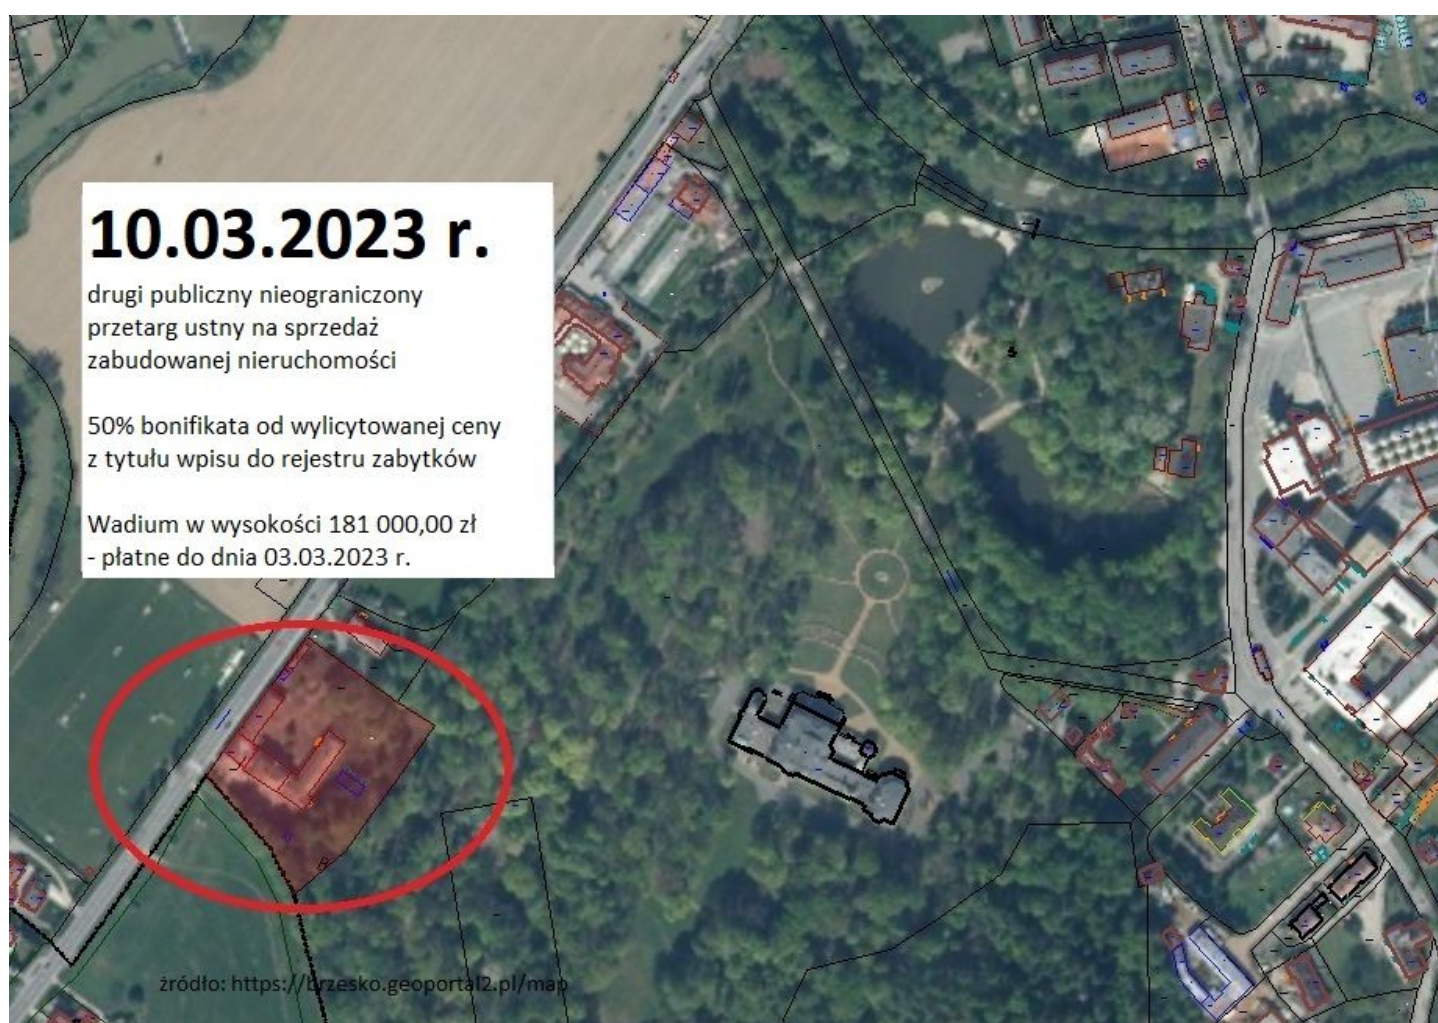 10.03.2023 r.
drugi publiczny nieograniczony
przetarg ustny na sprzedaż
zabudowanej nieruchomości
50% bonifikata od wylicytowanej ceny
z tytułu wpisu do rejestru zabytków
Wadium w wysokości 181 000,00 zł
- płatne do dnia 03.03.2023 r.
żródło: https://brzesko.geoportal2.pl/map